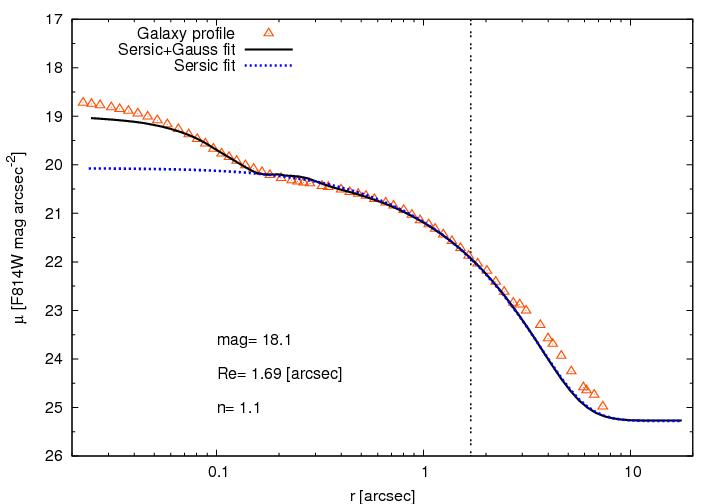 Galaxy profile
Sersic+Gauss fit
Sersic fit
17
18
19
20
21
22
23
24
25
26
μ [F814W mag arcsec⁻²]
mag= 18.1
Re= 1.69 [arcsec]
n= 1.1
0.1 1 10
r [arcsec]